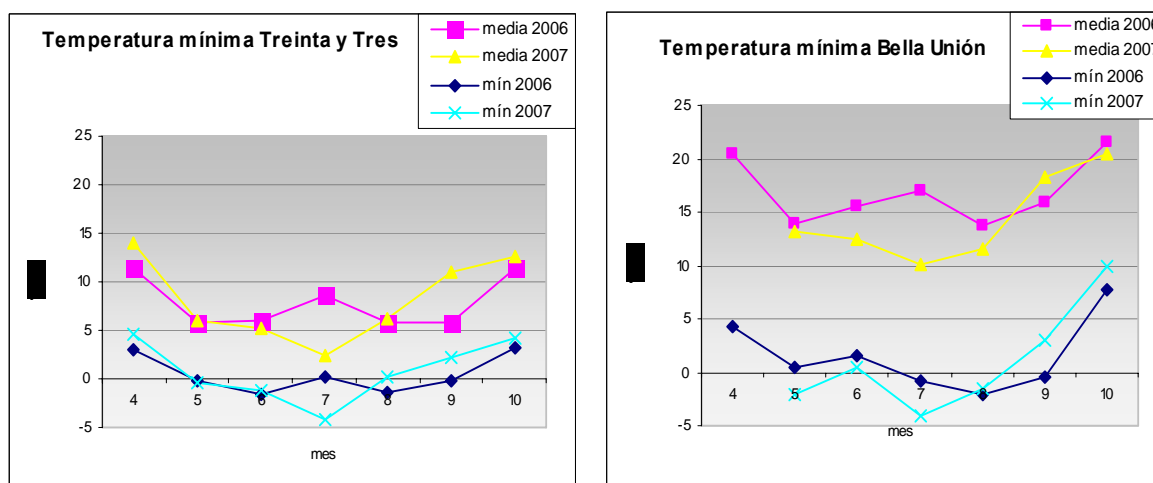 Temperatura mínima Treinta y Tres
media 2006
media 2007
mín 2006
mín 2007
25
20
15
10
5
0
-5
4 5 6 7 8 9 10
mes
Temperatura mínima Bella Unión
media 2006
media 2007
mín 2006
mín 2007
25
20
15
10
5
0
-5
4 5 6 7 8 9 10
mes